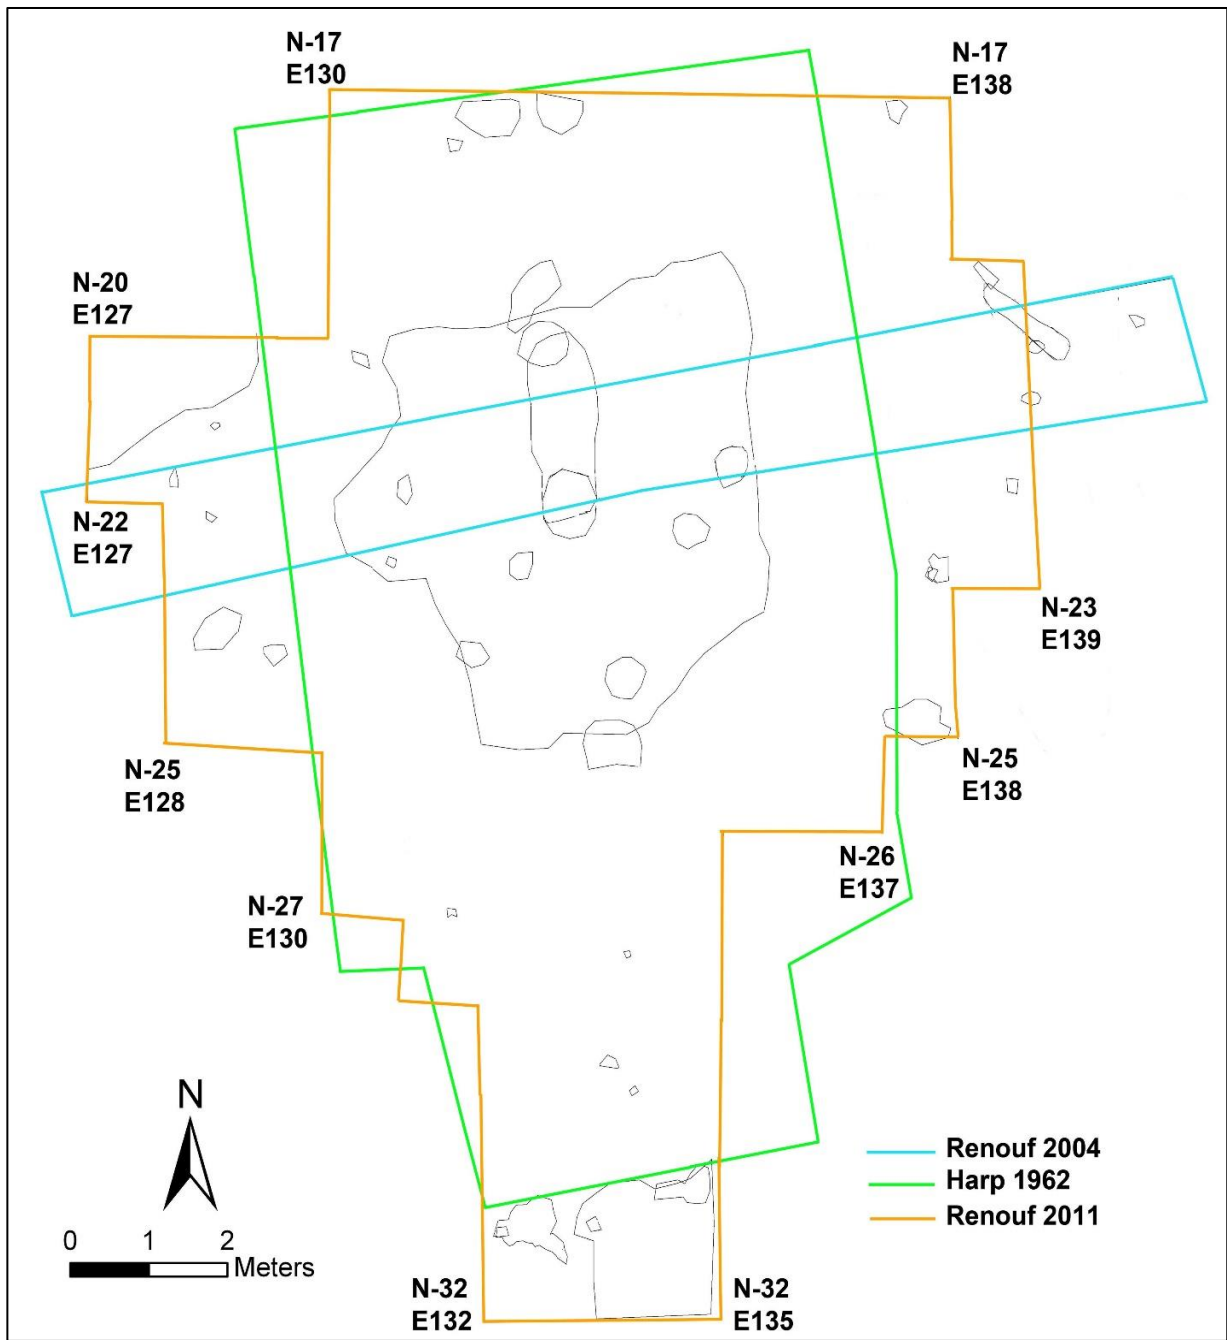 N-17
E130
N-17
E138
N-20
E127
N-22
E127
N-23
E139
N-25
E128
N-25
E138
N-26
E137
N-27
E130
N
0 1 2
Meters
Renouf 2004
Harp 1962
Renouf 2011
N-32
E132
N-32
E135